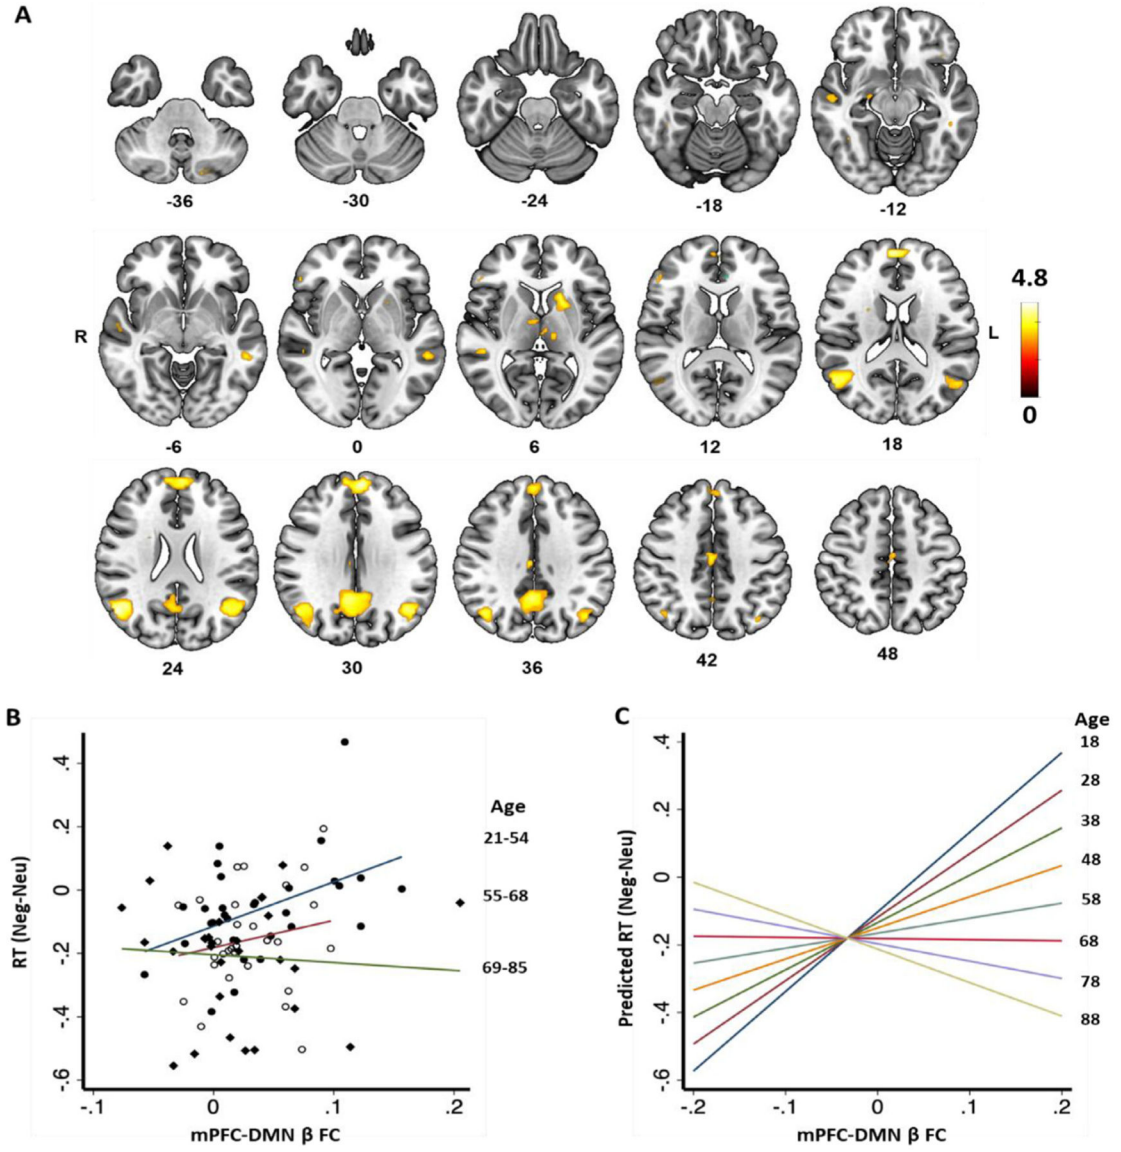 A
-36 -30 -24 -18 -12
R
L
4.8
0
-6 0 6 12 18
24 30 36 42 48
B
RT (Neg-Neu)
.4
.2
0
-.2
-.4
-.6
-.1 0 .1 .2
mPFC-DMN β FC
Age
21-54
55-68
69-85
C
Predicted RT (Neg-Neu)
.4
.2
0
-.2
-.4
-.6
-.2 -.1 0 .1 .2
mPFC-DMN β FC
Age
18
28
38
48
58
68
78
88